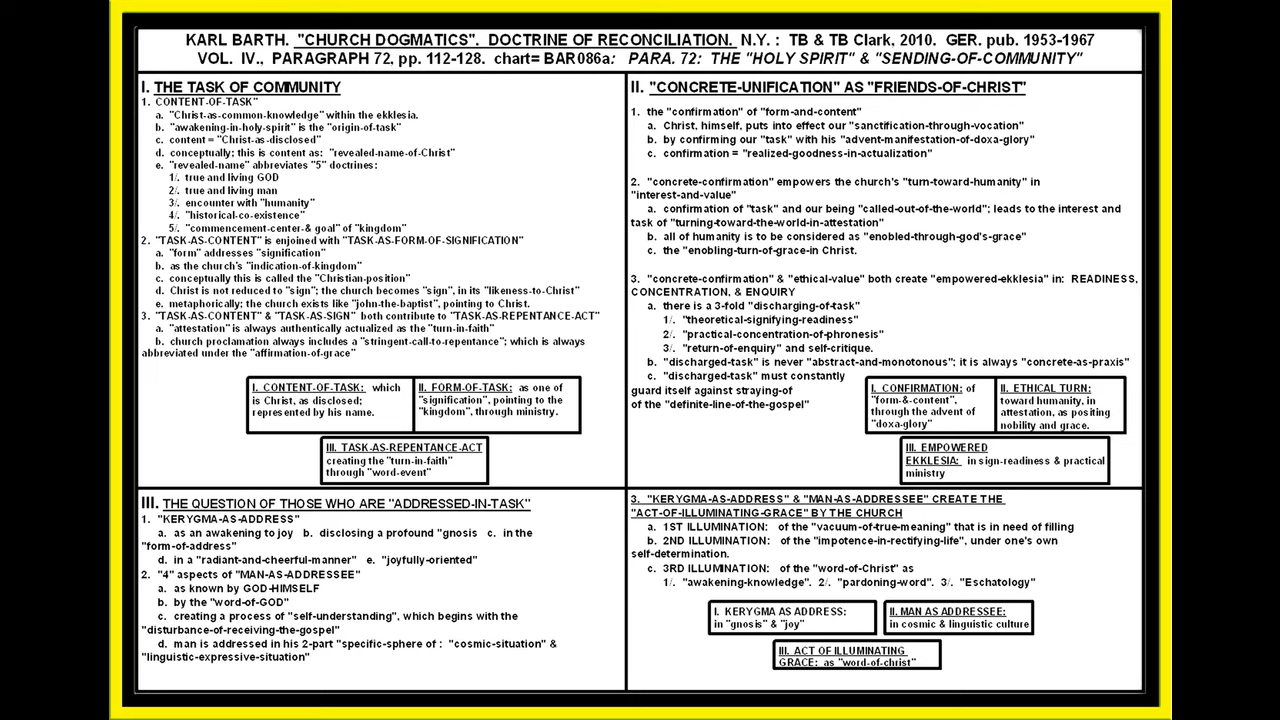 KARL BARTH. "CHURCH DOGMATICS". DOCTRINE OF RECONCILIATION. N.Y. : TB & TB Clark, 2010. GER. pub. 1953-1967
VOL. IV., PARAGRAPH 72, pp. 112-128. chart= BAR086a: PARA. 72: THE "HOLY SPIRIT" & "SENDING-OF-COMMUNITY"
I. THE TASK OF COMMUNITY
1. CONTENT-OF-TASK"
a. "Christ-as-common-knowledge" within the ekklesia.
b. "awakening-in-holy-spirit" is the "origin-of-task"
c. content = "Christ-as-disclosed"
d. conceptually; this is content as: "revealed-name-of-Christ"
e. "revealed-name" abbreviates "5" doctrines:
1/. true and living GOD
2/. true and living man
3/. encounter with "humanity"
4/. "historical-co-existence"
5/. "commencement-center-& goal" of "kingdom"
2. "TASK-AS-CONTENT" is enjoined with "TASK-AS-FORM-OF-SIGNIFICATION"
a. "form" addresses "signification"
b. as the church's "indication-of-kingdom"
c. conceptually this is called the "Christian-position"
d. Christ is not reduced to "sign"; the church becomes "sign", in its "likeness-to-Christ"
e. metaphorically; the church exists like "john-the-baptist", pointing to Christ.
3. "TASK-AS-CONTENT" & "TASK-AS-SIGN" both contribute to "TASK-AS-REPENTANCE-ACT"
a. "attestation" is always authentically actualized as the "turn-in-faith"
b. church proclamation always includes a "stringent-call-to-repentance"; which is always
abbreviated under the "affirmation-of-grace"
I. CONTENT-OF-TASK: which
is Christ, as disclosed;
represented by his name.
II. FORM-OF-TASK: as one of
"signification", pointing to the
"kingdom", through ministry.
III. TASK-AS-REPENTANCE-ACT
creating the "turn-in-faith"
through "word-event"
II. "CONCRETE-UNIFICATION" AS "FRIENDS-OF-CHRIST"
1. the "confirmation" of "form-and-content"
a. Christ, himself, puts into effect our "sanctification-through-vocation"
b. by confirming our "task" with his "advent-manifestation-of-doxa-glory"
c. confirmation = "realized-goodness-in-actualization"
2. "concrete-confirmation" empowers the church's "turn-toward-humanity" in
"interest-and-value"
a. confirmation of "task" and our being "called-out-of-the-world"; leads to the interest and
task of "turning-toward-the-world-in-attestation"
b. all of humanity is to be considered as "enobled-through-god's-grace"
c. the "enobling-turn-of-grace-in Christ.
3. "concrete-confirmation" & "ethical-value" both create "empowered-ekklesia" in: READINESS,
CONCENTRATION, & ENQUIRY
a. there is a 3-fold "discharging-of-task"
1/. "theoretical-signifying-readiness"
2/. "practical-concentration-of-phronesis"
3/. "return-of-enquiry" and self-critique.
b. "discharged-task" is never "abstract-and-monotonous"; it is always "concrete-as-praxis"
c. "discharged-task" must constantly
guard itself against straying-of
of the "definite-line-of-the-gospel"
I. CONFIRMATION: of
"form-&-content",
through the advent of
"doxa-glory"
II. ETHICAL TURN:
toward humanity, in
attestation, as positing
nobility and grace.
III. EMPOWERED
EKKLESIA: in sign-readiness & practical
ministry
III. THE QUESTION OF THOSE WHO ARE "ADDRESSED-IN-TASK"
1. "KERYGMA-AS-ADDRESS"
a. as an awakening to joy b. disclosing a profound "gnosis c. in the
"form-of-address"
d. in a "radiant-and-cheerful-manner" e. "joyfully-oriented"
2. "4" aspects of "MAN-AS-ADDRESSEE"
a. as known by GOD-HIMSELF
b. by the "word-of-GOD"
c. creating a process of "self-understanding", which begins with the
"disturbance-of-receiving-the-gospel"
d. man is addressed in his 2-part "specific-sphere of : "cosmic-situation" &
"linguistic-expressive-situation"
3. "KERYGMA-AS-ADDRESS" & "MAN-AS-ADDRESSEE" CREATE THE
"ACT-OF-ILLUMINATING-GRACE" BY THE CHURCH
a. 1ST ILLUMINATION: of the "vacuum-of-true-meaning" that is in need of filling
b. 2ND ILLUMINATION: of the "impotence-in-rectifying-life", under one's own
self-determination.
c. 3RD ILLUMINATION: of the "word-of-Christ" as
1/. "awakening-knowledge". 2/. "pardoning-word". 3/. "Eschatology"
I. KERYGMA AS ADDRESS:
in "gnosis" & "joy"
II. MAN AS ADDRESSEE:
in cosmic & linguistic culture
III. ACT OF ILLUMINATING
GRACE: as "word-of-christ"